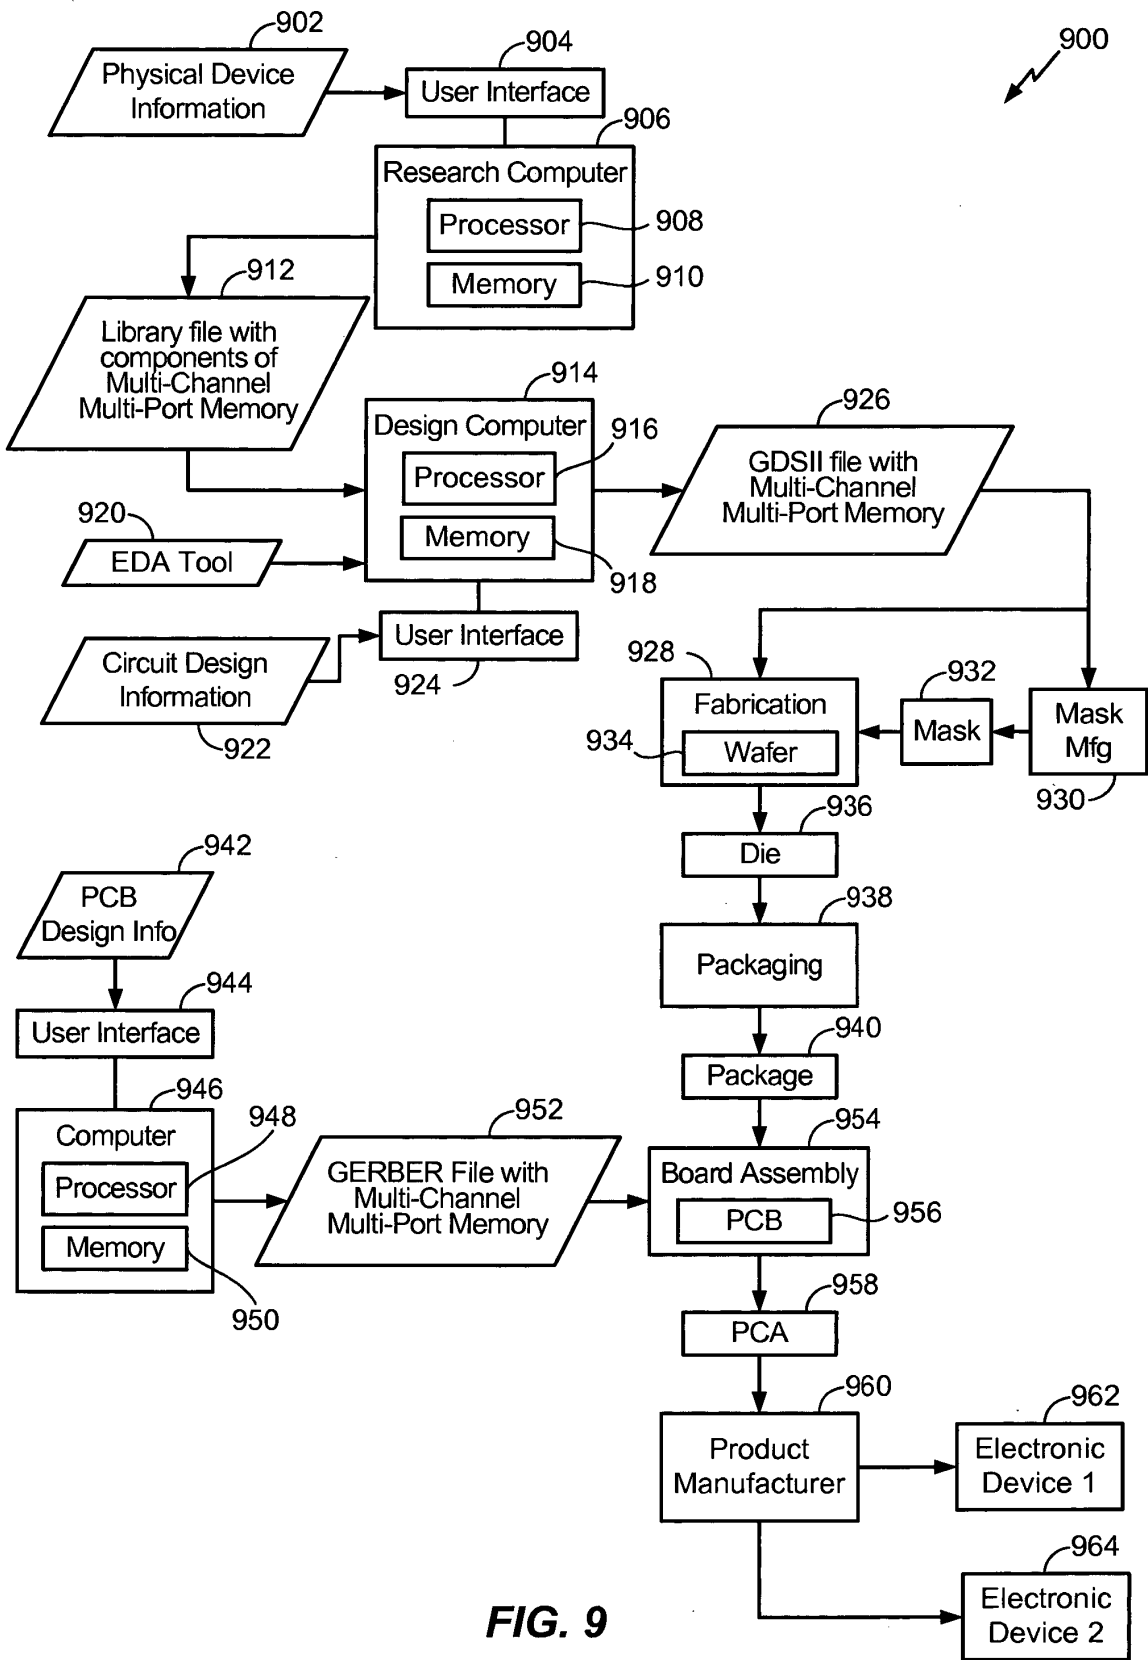 902
Physical Device
Information
904
User Interface
900
906
Research Computer
Processor
908
Memory
910
912
Library file with
components of
Multi-Channel
Multi-Port Memory
914
Design Computer
Processor
916
Memory
918
926
GDSII file with
Multi-Channel
Multi-Port Memory
920
EDA Tool
User Interface
924
Circuit Design
Information
922
928
Fabrication
934
Wafer
932
Mask
Mask
Mfg
930
936
Die
938
Packaging
940
Package
942
PCB
Design Info
944
User Interface
946
Computer
948
Processor
Memory
950
952
GERBER File with
Multi-Channel
Multi-Port Memory
954
Board Assembly
PCB
956
958
PCA
960
Product
Manufacturer
962
Electronic
Device 1
964
Electronic
Device 2
FIG. 9